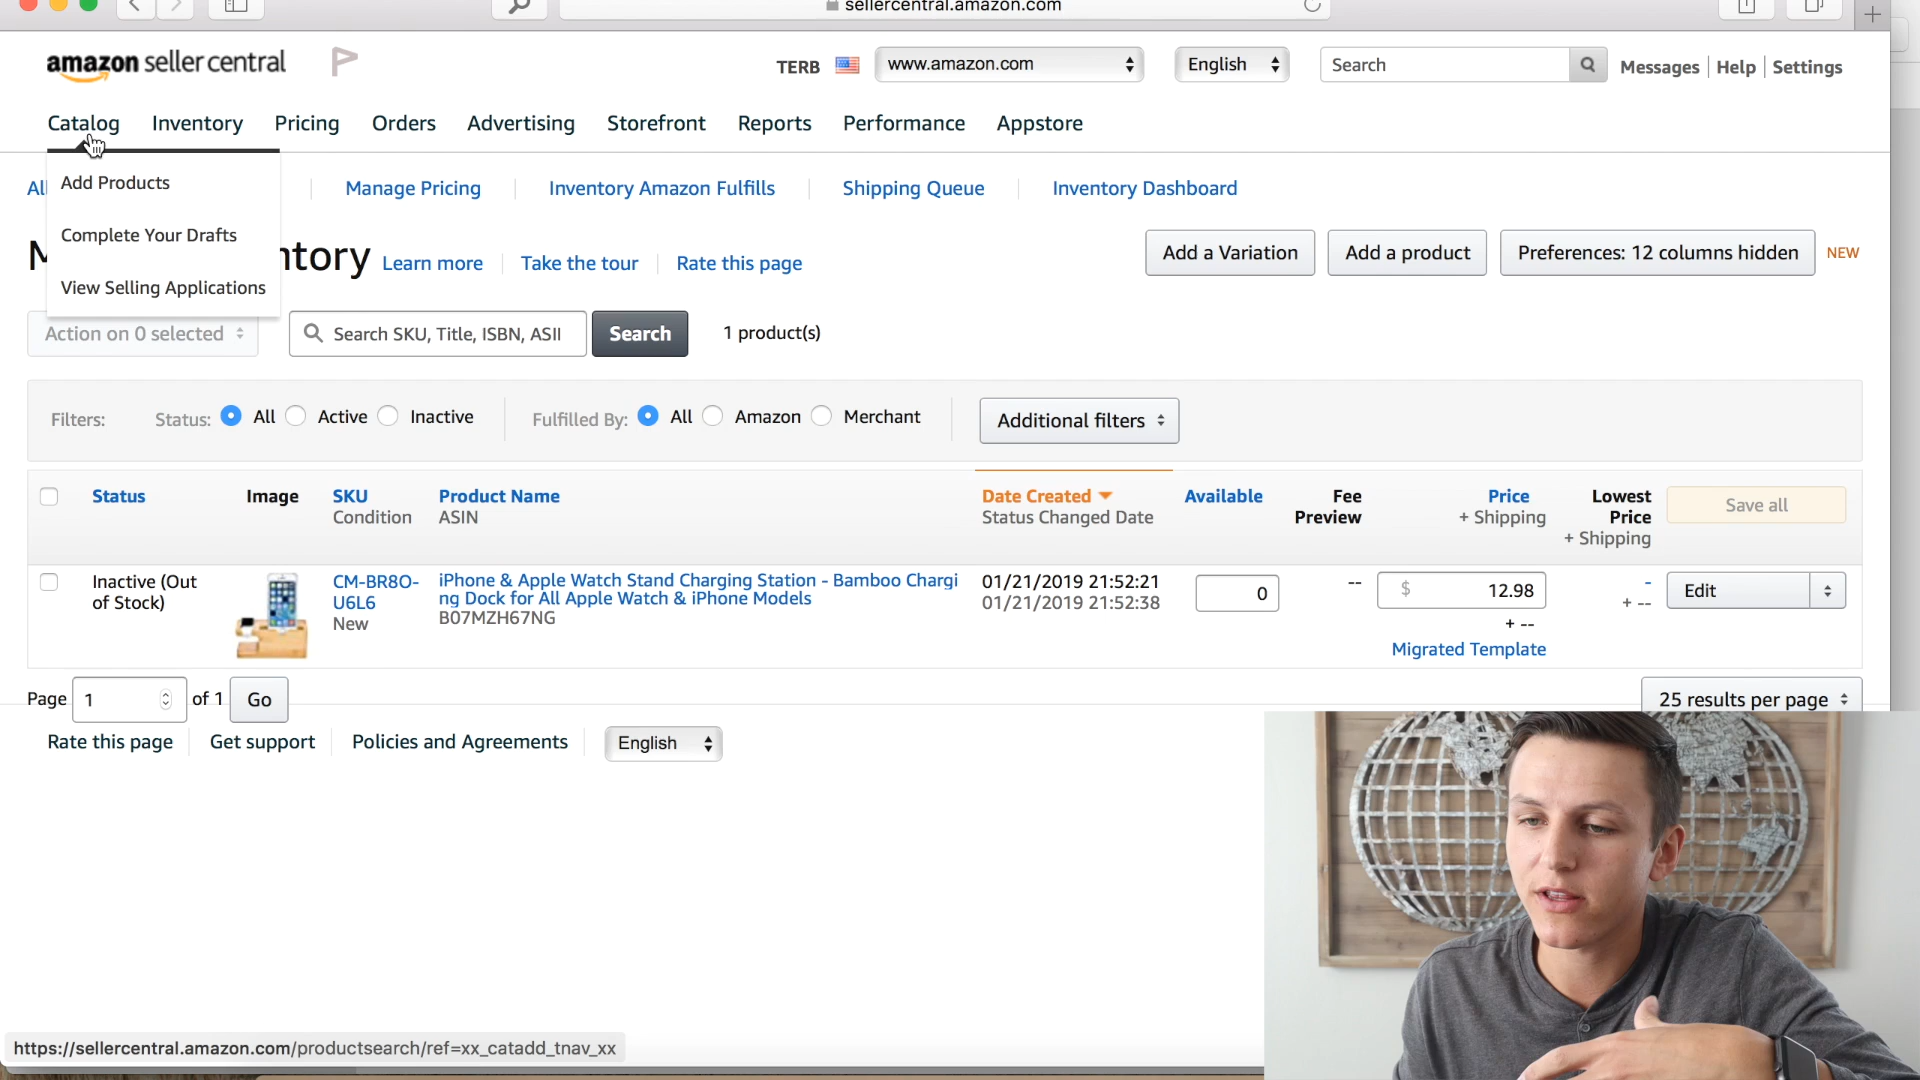 sellercentral.amazon.com
amazon seller central
TERB www.amazon.com English Search Messages Help Settings
Catalog Inventory Pricing Orders Advertising Storefront Reports Performance Appstore
Add Products
Complete Your Drafts
View Selling Applications
Al Manage Pricing Inventory Amazon Fulfills Shipping Queue Inventory Dashboard
ntory Learn more Take the tour Rate this page
Add a Variation Add a product Preferences: 12 columns hidden NEW
Action on 0 selected Search SKU, Title, ISBN, ASII Search 1 product(s)
Filters: Status: All Active Inactive Fulfilled By: All Amazon Merchant Additional filters
Status Image SKU Product Name Date Created Available Fee Price Lowest Save all
Condition ASIN Status Changed Date Preview + Shipping Price
+ Shipping
Inactive (Out CM-BR8O- iPhone & Apple Watch Stand Charging Station - Bamboo Chargi 01/21/2019 21:52:21 0 -- $ 12.98 - Edit
of Stock) U6L6 ng Dock for All Apple Watch & iPhone Models 01/21/2019 21:52:38 + --
New B07MZH67NG + --
Migrated Template
Page 1 of 1 Go 25 results per page
Rate this page Get support Policies and Agreements English
https://sellercentral.amazon.com/productsearch/ref=xx_catadd_tnav_xx